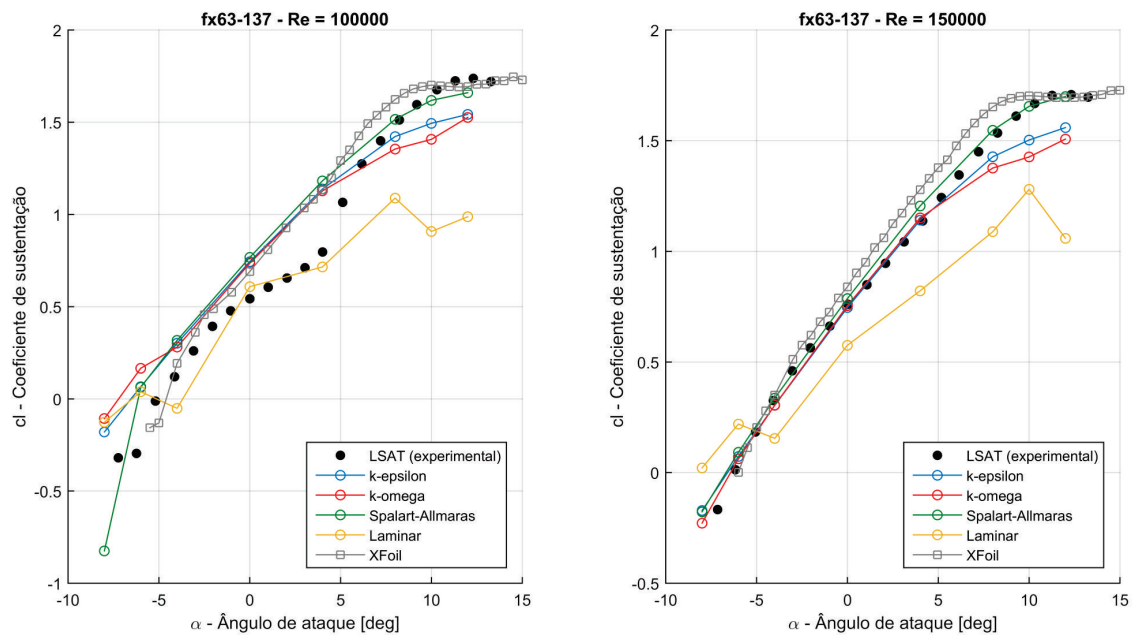 fx63-137 - Re = 100000
2
1.5
1
0.5
0
-0.5
-1
-10
-5
0
5
10
15
cl - Coeficiente de sustentação
α - Ângulo de ataque [deg]
LSAT (experimental)
k-epsilon
k-omega
Spalart-Allmaras
Laminar
XFoil
fx63-137 - Re = 150000
2
1.5
1
0.5
0
-0.5
-10
-5
0
5
10
15
cl - Coeficiente de sustentação
α - Ângulo de ataque [deg]
LSAT (experimental)
k-epsilon
k-omega
Spalart-Allmaras
Laminar
XFoil